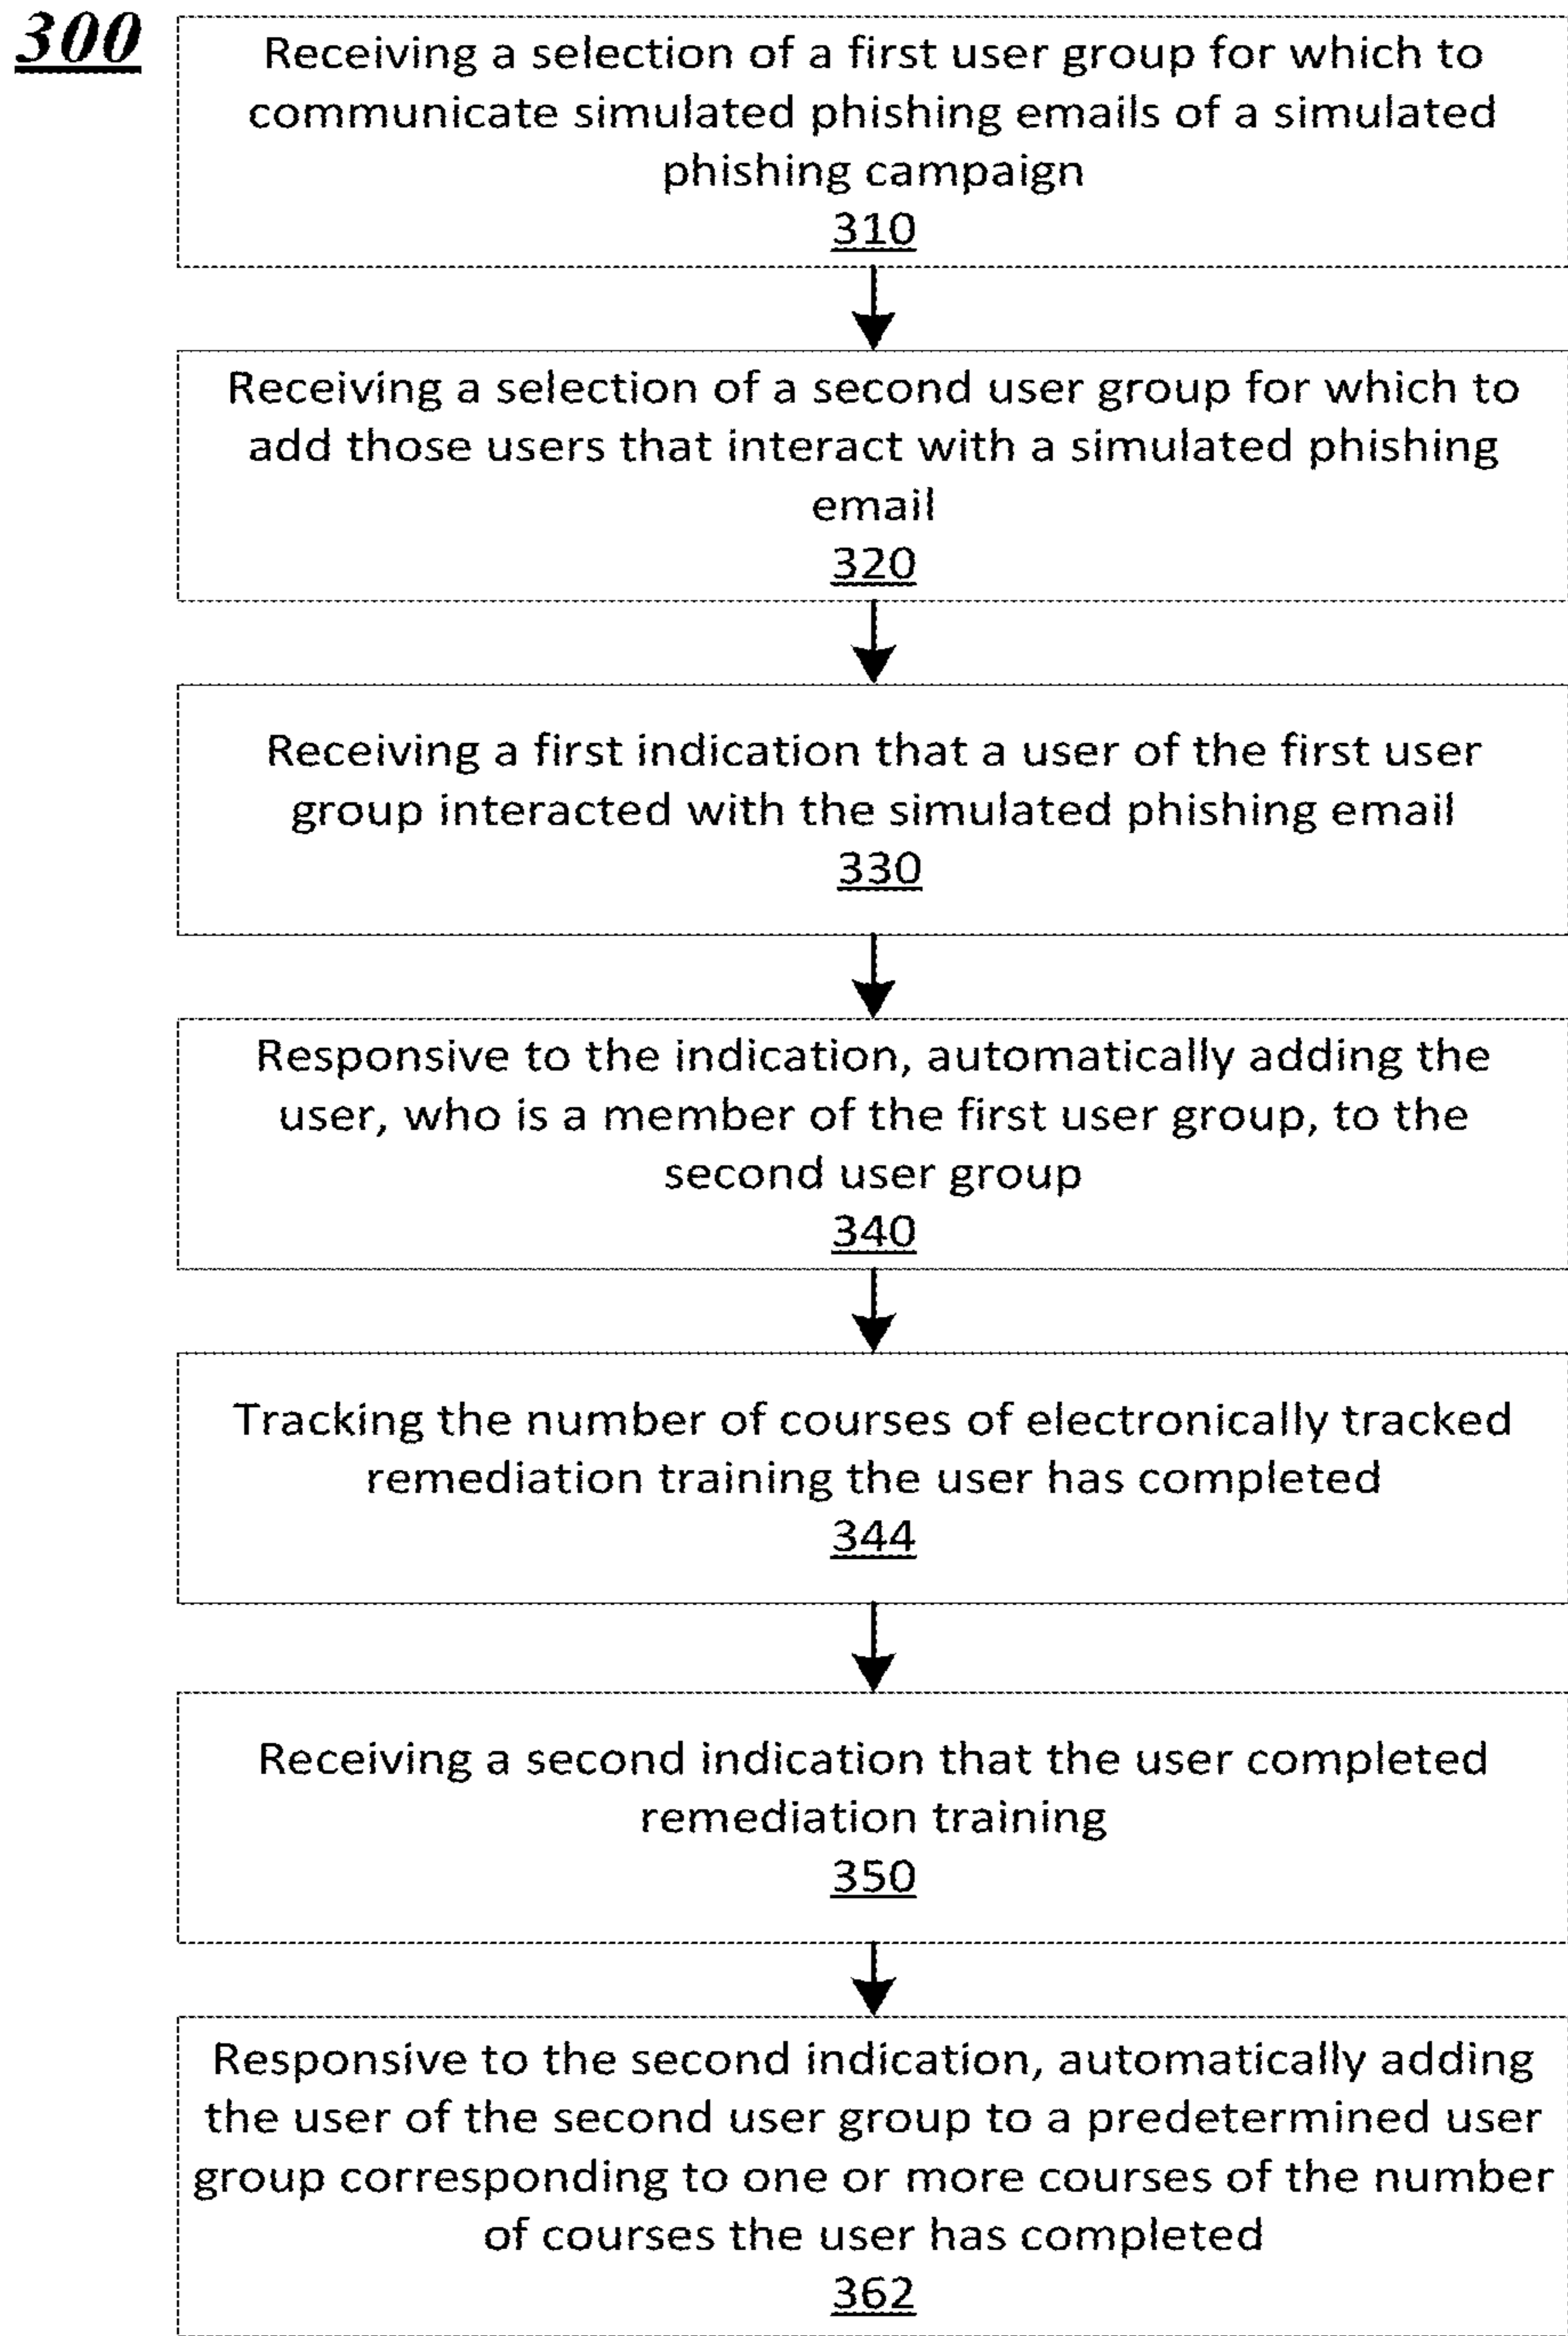 300
Receiving a selection of a first user group for which to
communicate simulated phishing emails of a simulated
phishing campaign
310
Receiving a selection of a second user group for which to
add those users that interact with a simulated phishing
email
320
Receiving a first indication that a user of the first user
group interacted with the simulated phishing email
330
Responsive to the indication, automatically adding the
user, who is a member of the first user group, to the
second user group
340
Tracking the number of courses of electronically tracked
remediation training the user has completed
344
Receiving a second indication that the user completed
remediation training
350
Responsive to the second indication, automatically adding
the user of the second user group to a predetermined user
group corresponding to one or more courses of the number
of courses the user has completed
362